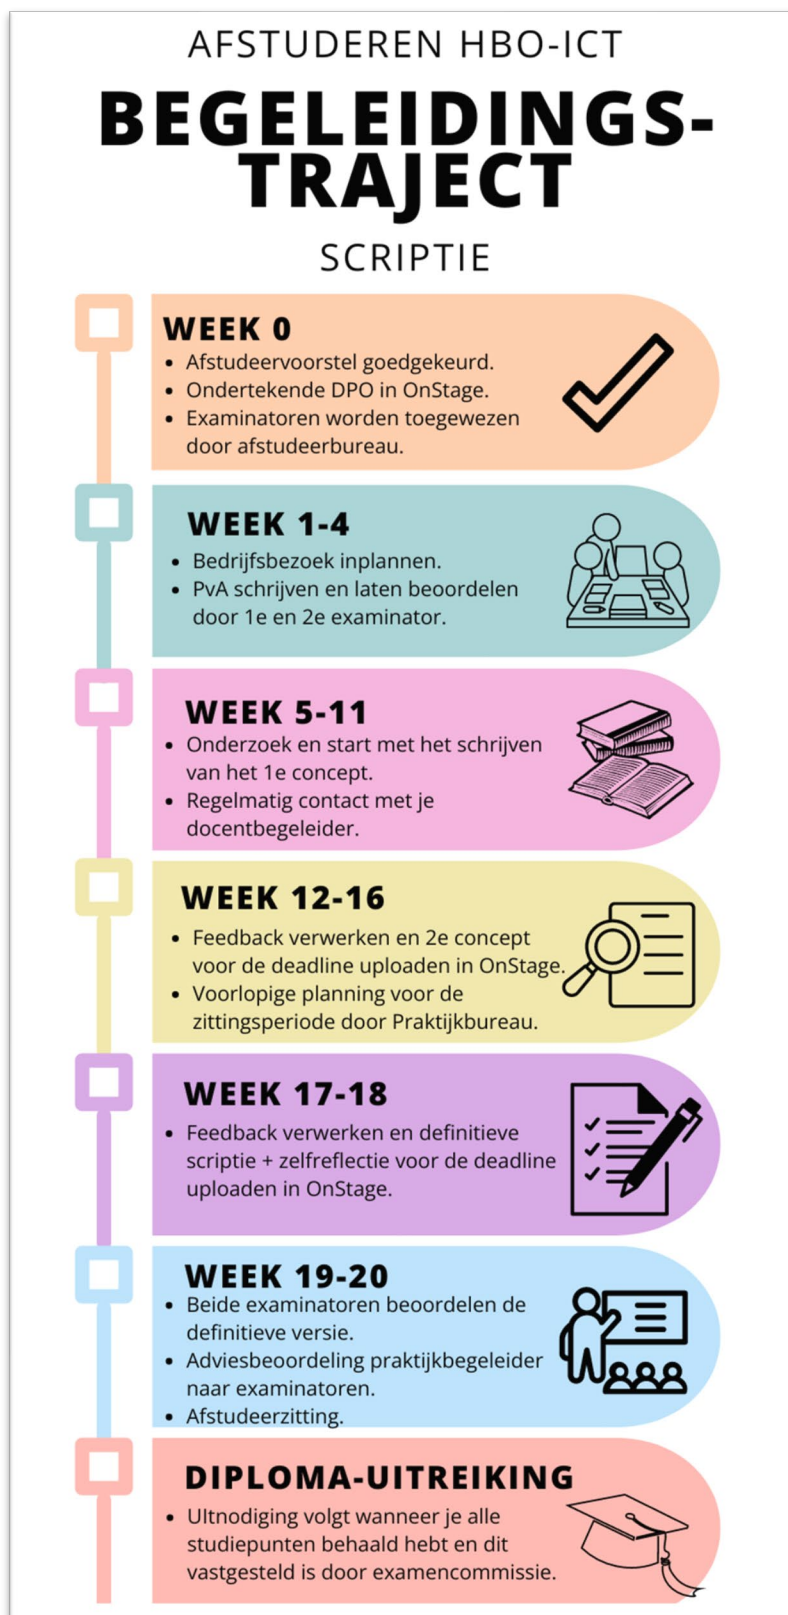 AFSTUDEREN HBO-ICT
BEGELEIDINGS-
TRAJECT
SCRIPTIE
WEEK 0
• Afstudeervoorstel goedgekeurd.
• Ondertekende DPO in OnStage.
• Examinatoren worden toegewezen
door afstudeerbureau.
WEEK 1-4
• Bedrijfsbezoek inplannen.
• PvA schrijven en laten beoordelen
door 1e en 2e examinator.
WEEK 5-11
• Onderzoek en start met het schrijven
van het 1e concept.
• Regelmatig contact met je
docentbegeleider.
WEEK 12-16
• Feedback verwerken en 2e concept
voor de deadline uploaden in OnStage.
• Voorlopige planning voor de
zittingsperiode door Praktijkbureau.
WEEK 17-18
• Feedback verwerken en definitieve
scriptie + zelfreflectie voor de deadline
uploaden in OnStage.
WEEK 19-20
• Beide examinatoren beoordelen de
definitieve versie.
• Adviesbeoordeling praktijkbegeleider
naar examinatoren.
• Afstudeerzitting.
DIPLOMA-UITREIKING
• UItnodiging volgt wanneer je alle
studiepunten behaald hebt en dit
vastgesteld is door examencommissie.